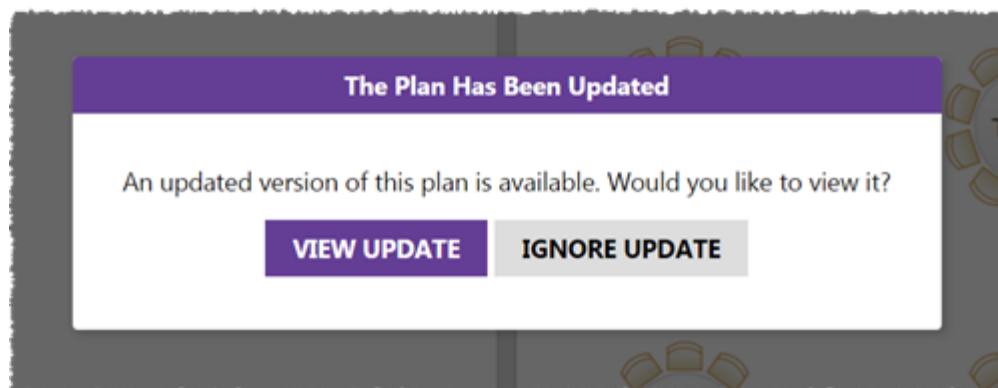 The Plan Has Been Updated
An updated version of this plan is available. Would you like to view it?
VIEW UPDATE IGNORE UPDATE